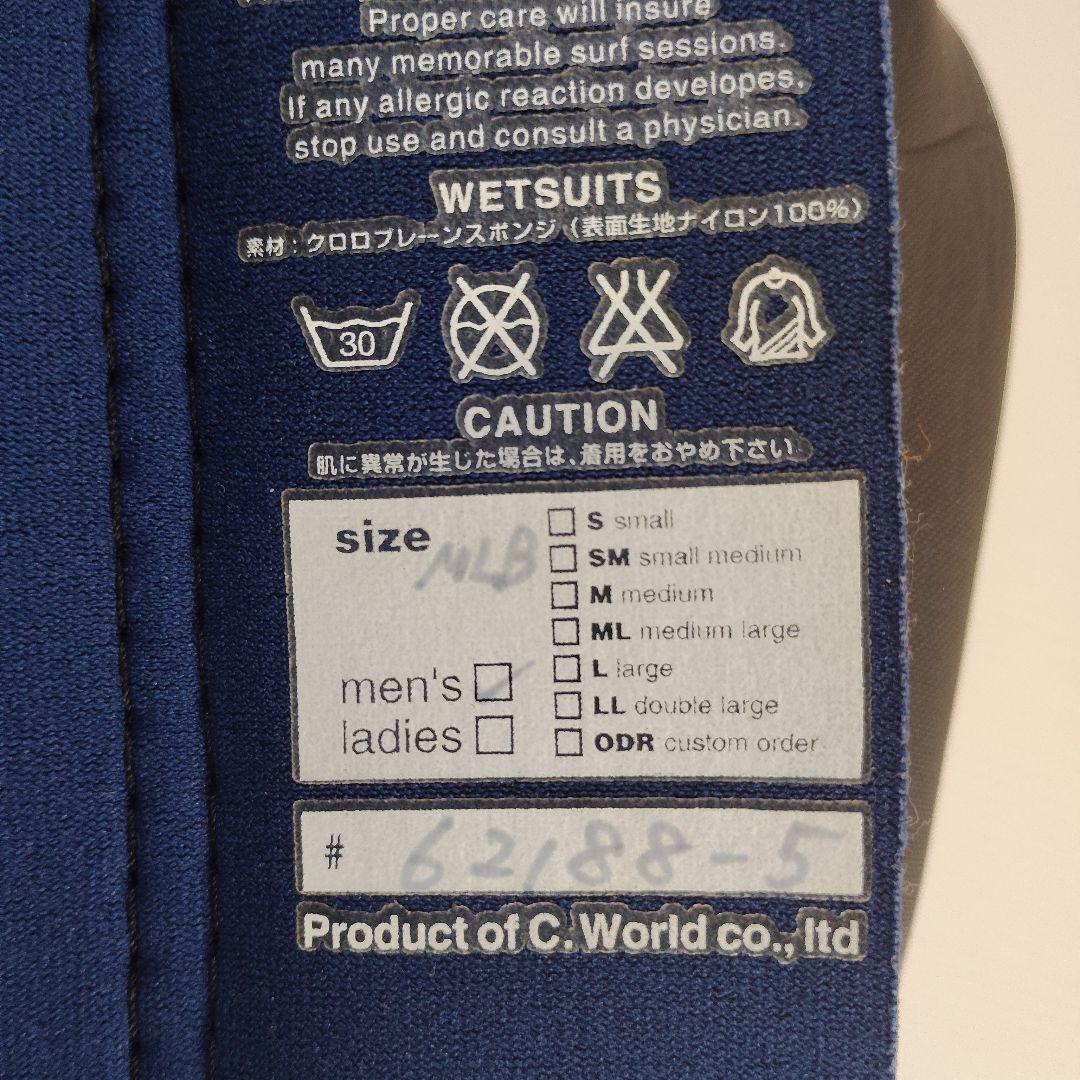 Proper care will insure
many memorable surf sessions.
If any allergic reaction developes,
stop use and consult a physician.
WETSUITS
素材：クロロプレーンスポンジ（表面生地ナイロン100%）
30
CAUTION
肌に異常が生じた場合は、着用をおやめ下さい
size MLB
S small
SM small medium
M medium
ML medium large
L large
LL double large
ODR custom order
men's
ladies
# 62188-5
Product of C. World co., ltd